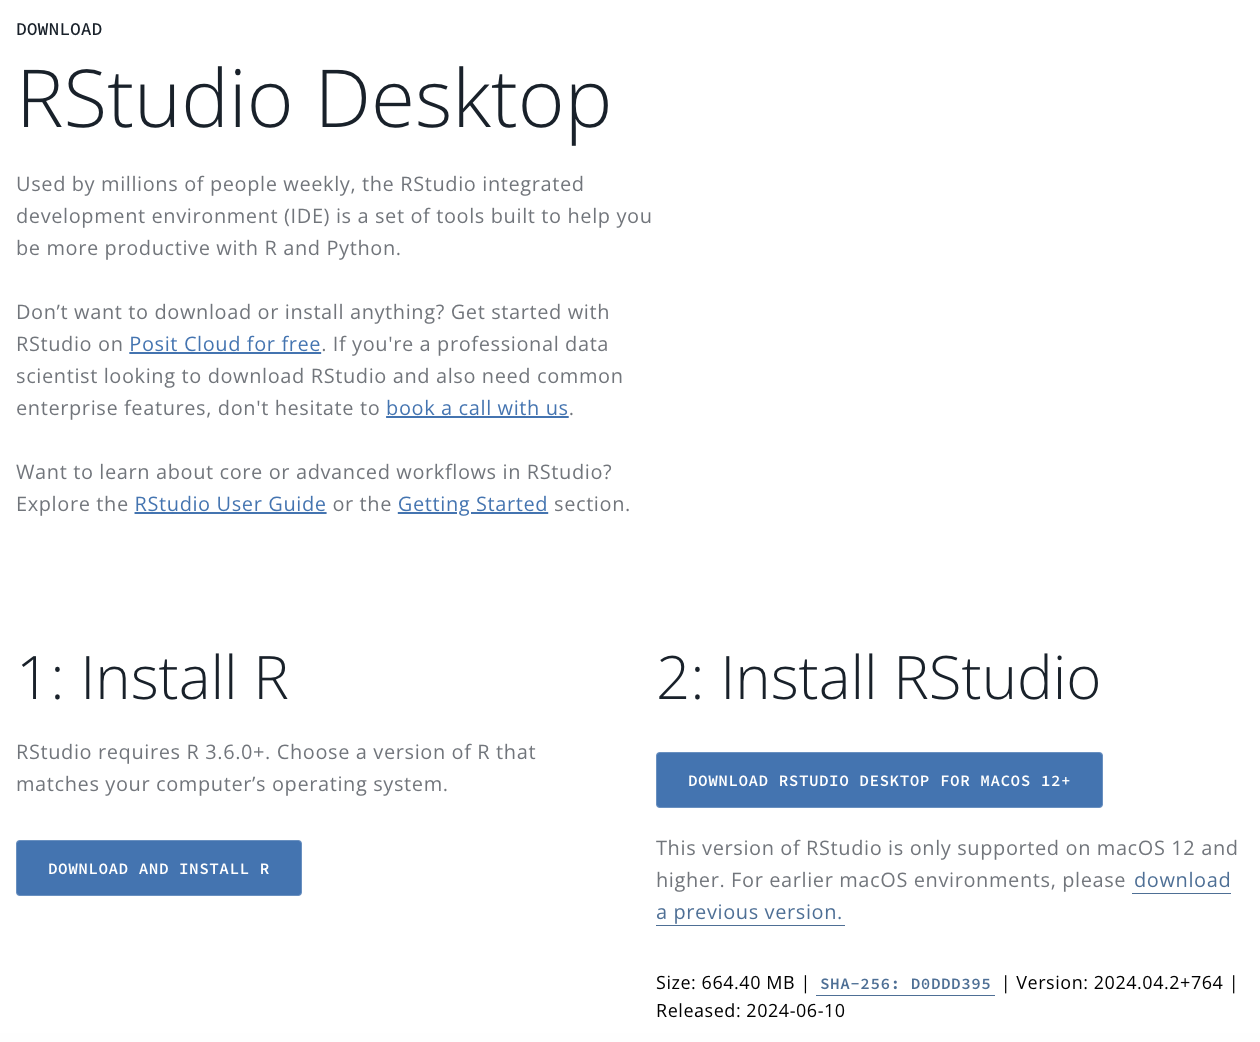 DOWNLOAD
RStudio Desktop
Used by millions of people weekly, the RStudio integrated
development environment (IDE) is a set of tools built to help you
be more productive with R and Python.
Don’t want to download or install anything? Get started with
RStudio on Posit Cloud for free. If you're a professional data
scientist looking to download RStudio and also need common
enterprise features, don't hesitate to book a call with us.
Want to learn about core or advanced workflows in RStudio?
Explore the RStudio User Guide or the Getting Started section.
1: Install R
RStudio requires R 3.6.0+. Choose a version of R that
matches your computer’s operating system.
DOWNLOAD AND INSTALL R
2: Install RStudio
DOWNLOAD RSTUDIO DESKTOP FOR MACOS 12+
This version of RStudio is only supported on macOS 12 and
higher. For earlier macOS environments, please download
a previous version.
Size: 664.40 MB | SHA-256: D0DDD395 | Version: 2024.04.2+764 |
Released: 2024-06-10